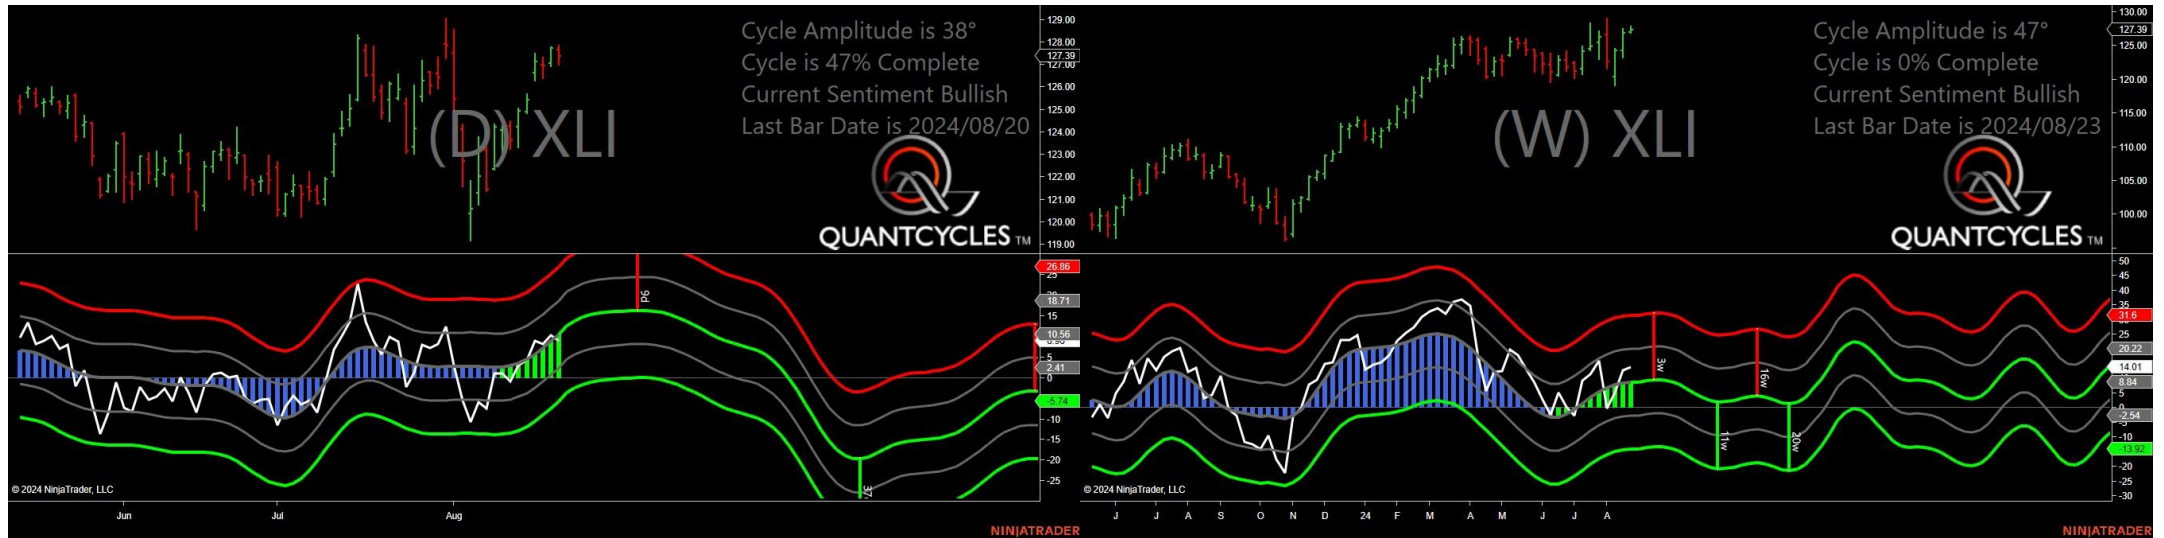 Cycle Amplitude is 38°
Cycle is 47% Complete
Current Sentiment Bullish
Last Bar Date is 2024/08/20
(D) XLI
QUANTCYCLES TM
129.00
128.00
127.39
127.00
126.00
125.00
124.00
123.00
122.00
121.00
120.00
119.00
26.86
25
18.71
15
10.56
5
2.41
0
-5.74
-10
-15
-20
-25
9d
37
© 2024 NinjaTrader, LLC
Jun Jul Aug
NINJATRADER
Cycle Amplitude is 47°
Cycle is 0% Complete
Current Sentiment Bullish
Last Bar Date is 2024/08/23
(W) XLI
QUANTCYCLES TM
130.00
127.39
125.00
120.00
115.00
110.00
105.00
100.00
50
45
40
35
31.6
25
20.22
14.01
8.84
5
0
-2.54
-5
-10
-13.92
-20
-25
-30
3w
11w
16w
20w
© 2024 NinjaTrader, LLC
J J A S O N D 24 F M A M J J A
NINJATRADER